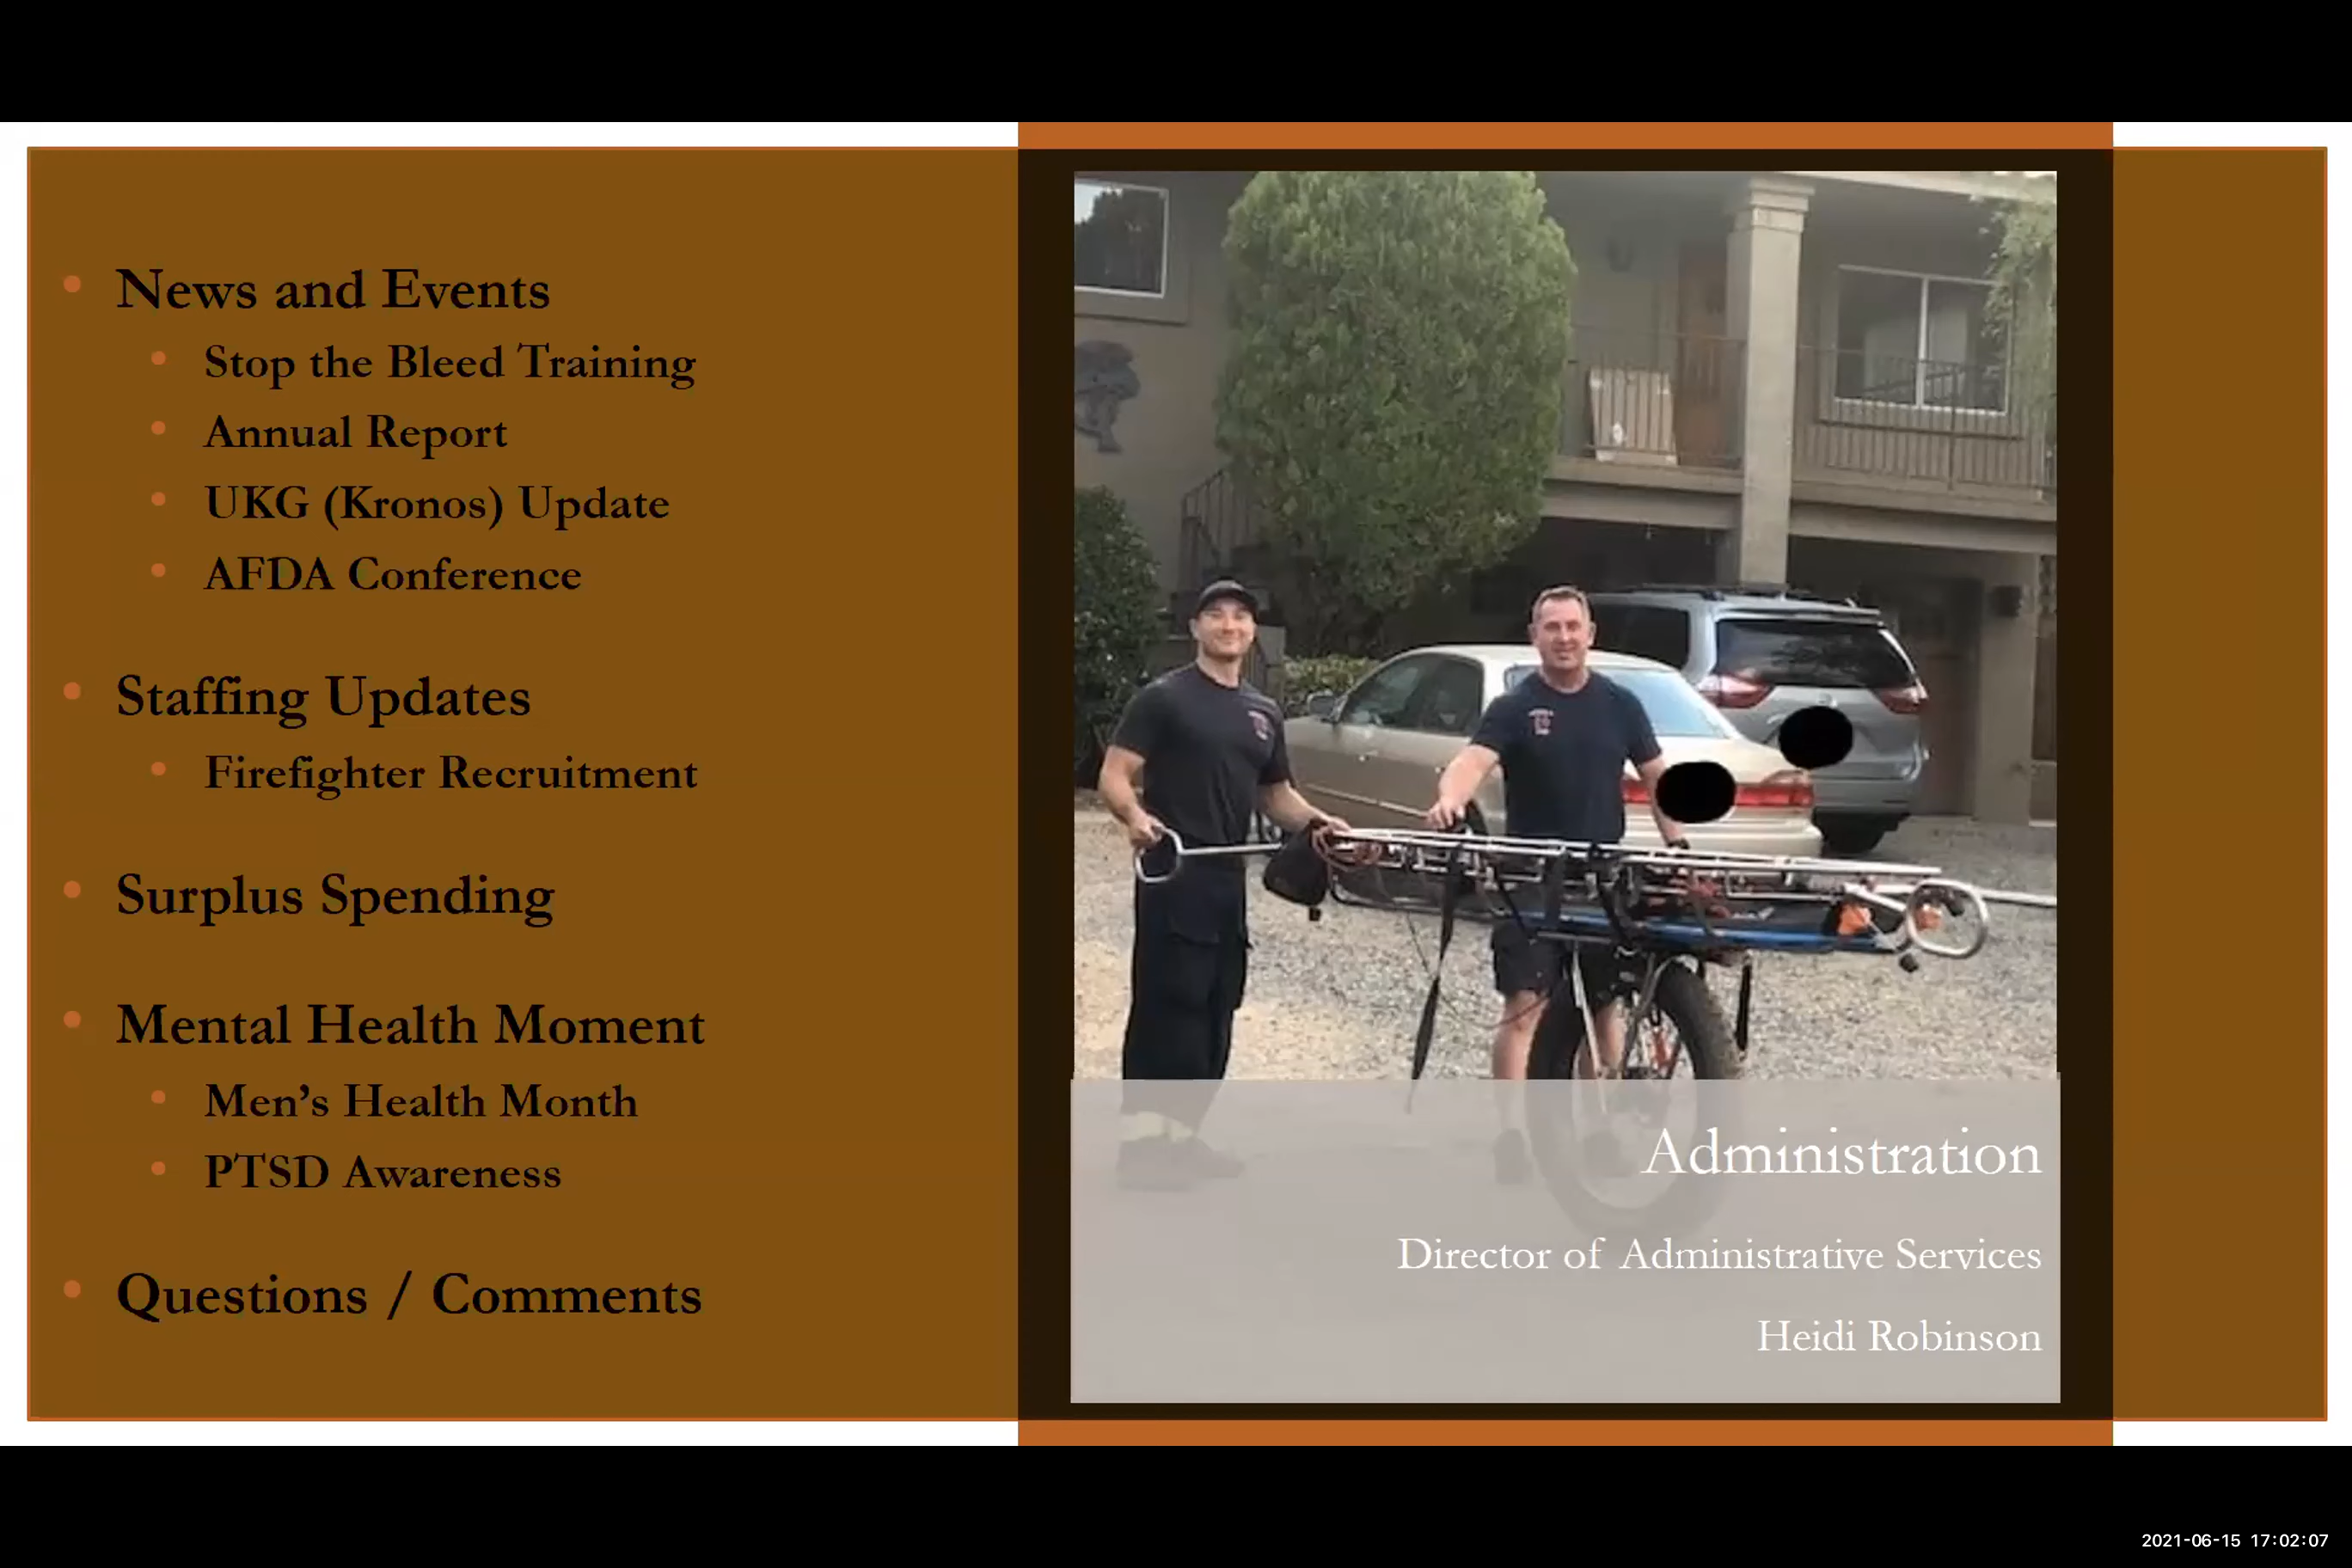 News and Events
Stop the Bleed Training
Annual Report
UKG (Kronos) Update
AFDA Conference
Staffing Updates
Firefighter Recruitment
Surplus Spending
Mental Health Moment
Men's Health Month
PTSD Awareness
Questions / Comments
Administration
Director of Administrative Services
Heidi Robinson
2021-06-15 17:02:07